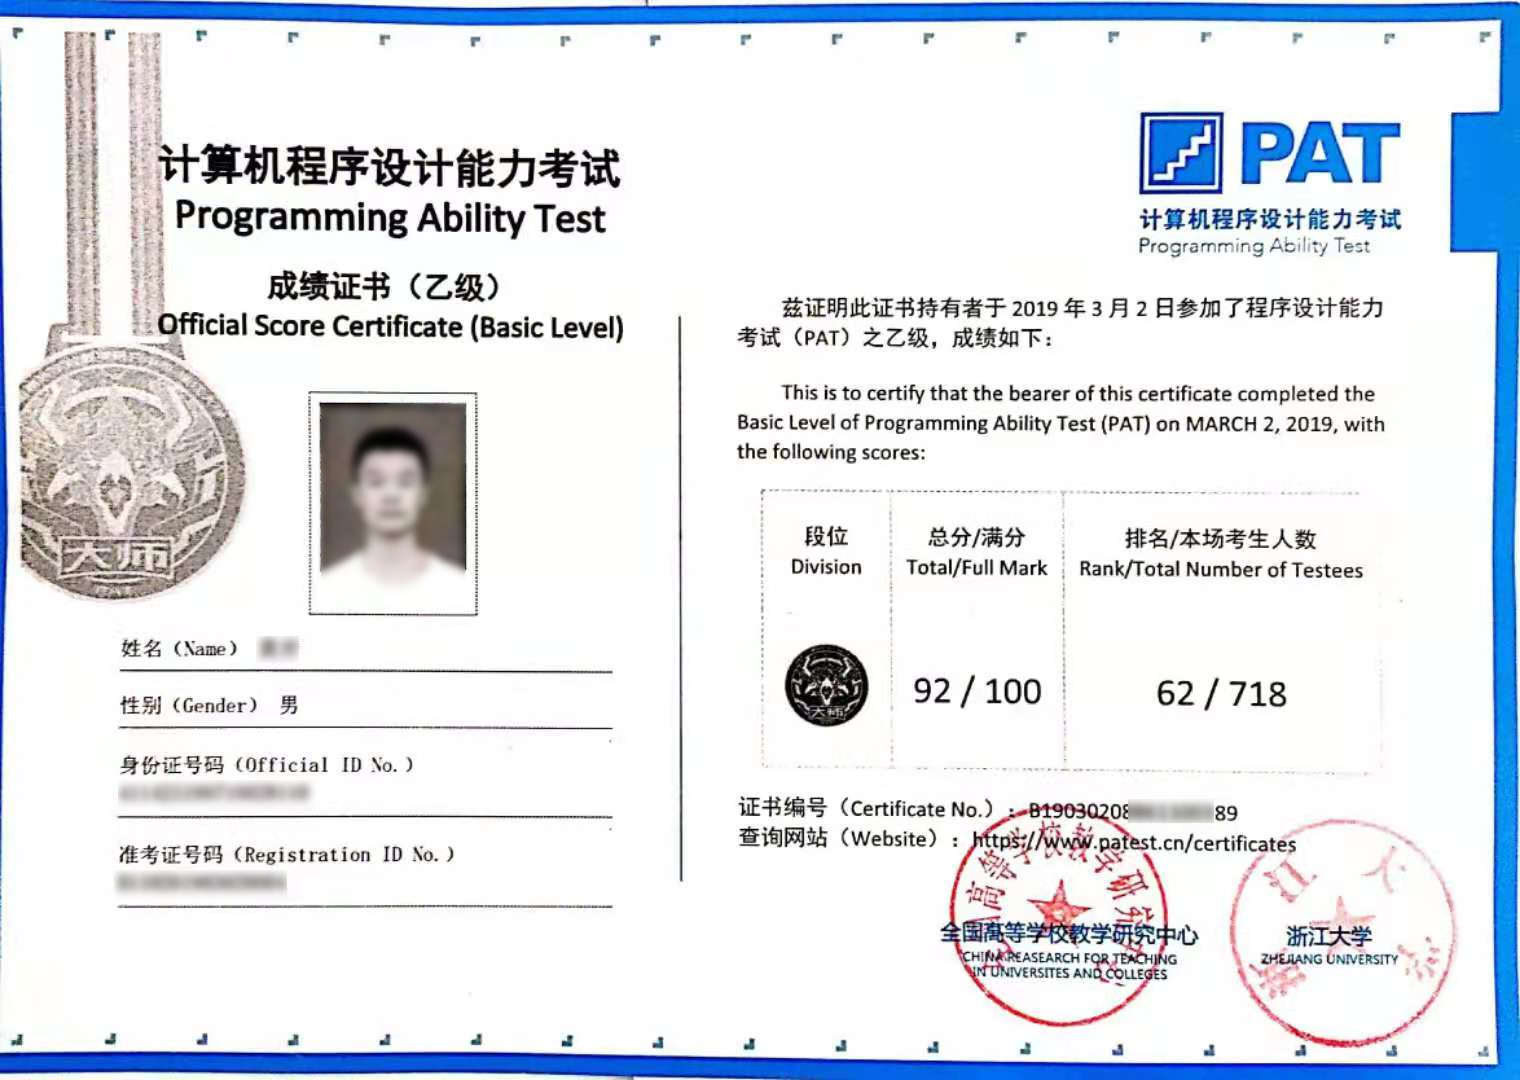 计算机程序设计能力考试
Programming Ability Test
成绩证书（乙级）
Official Score Certificate (Basic Level)
大师
姓名（Name）
性别（Gender） 男
身份证号码（Official ID No.）
准考证号码（Registration ID No.）
PAT
计算机程序设计能力考试
Programming Ability Test
兹证明此证书持有者于 2019 年 3 月 2 日参加了程序设计能力
考试（PAT）之乙级，成绩如下：
This is to certify that the bearer of this certificate completed the
Basic Level of Programming Ability Test (PAT) on MARCH 2, 2019, with
the following scores:
段位 总分/满分 排名/本场考生人数
Division Total/Full Mark Rank/Total Number of Testees
大师 92 / 100 62 / 718
证书编号（Certificate No.）：B19030208 89
查询网站（Website）：https://www.patest.cn/certificates
全国高等学校教学研究中心
CHINA REASEARCH FOR TEACHING
IN UNIVERSITES AND COLLEGES
浙江大学
ZHEJIANG UNIVERSITY